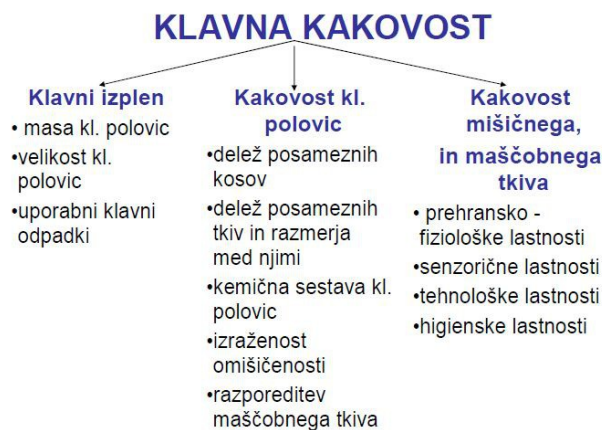 KLAVNA KAKOVOST
Klavni izplen
• masa kl. polovic
•velikost kl.
polovic
•uporabni klavni
odpadki
Kakovost kl.
polovic
•delež posameznih
kosov
•delež posameznih
tkiv in razmerja
med njimi
•kemična sestava kl.
polovic
•izraženost
omišičenosti
•razporeditev
maščobnega tkiva
Kakovost
mišičnega,
in maščobnega
tkiva
• prehransko -
fiziološke lastnosti
•senzorične lastnosti
•tehnološke lastnosti
•higienske lastnosti